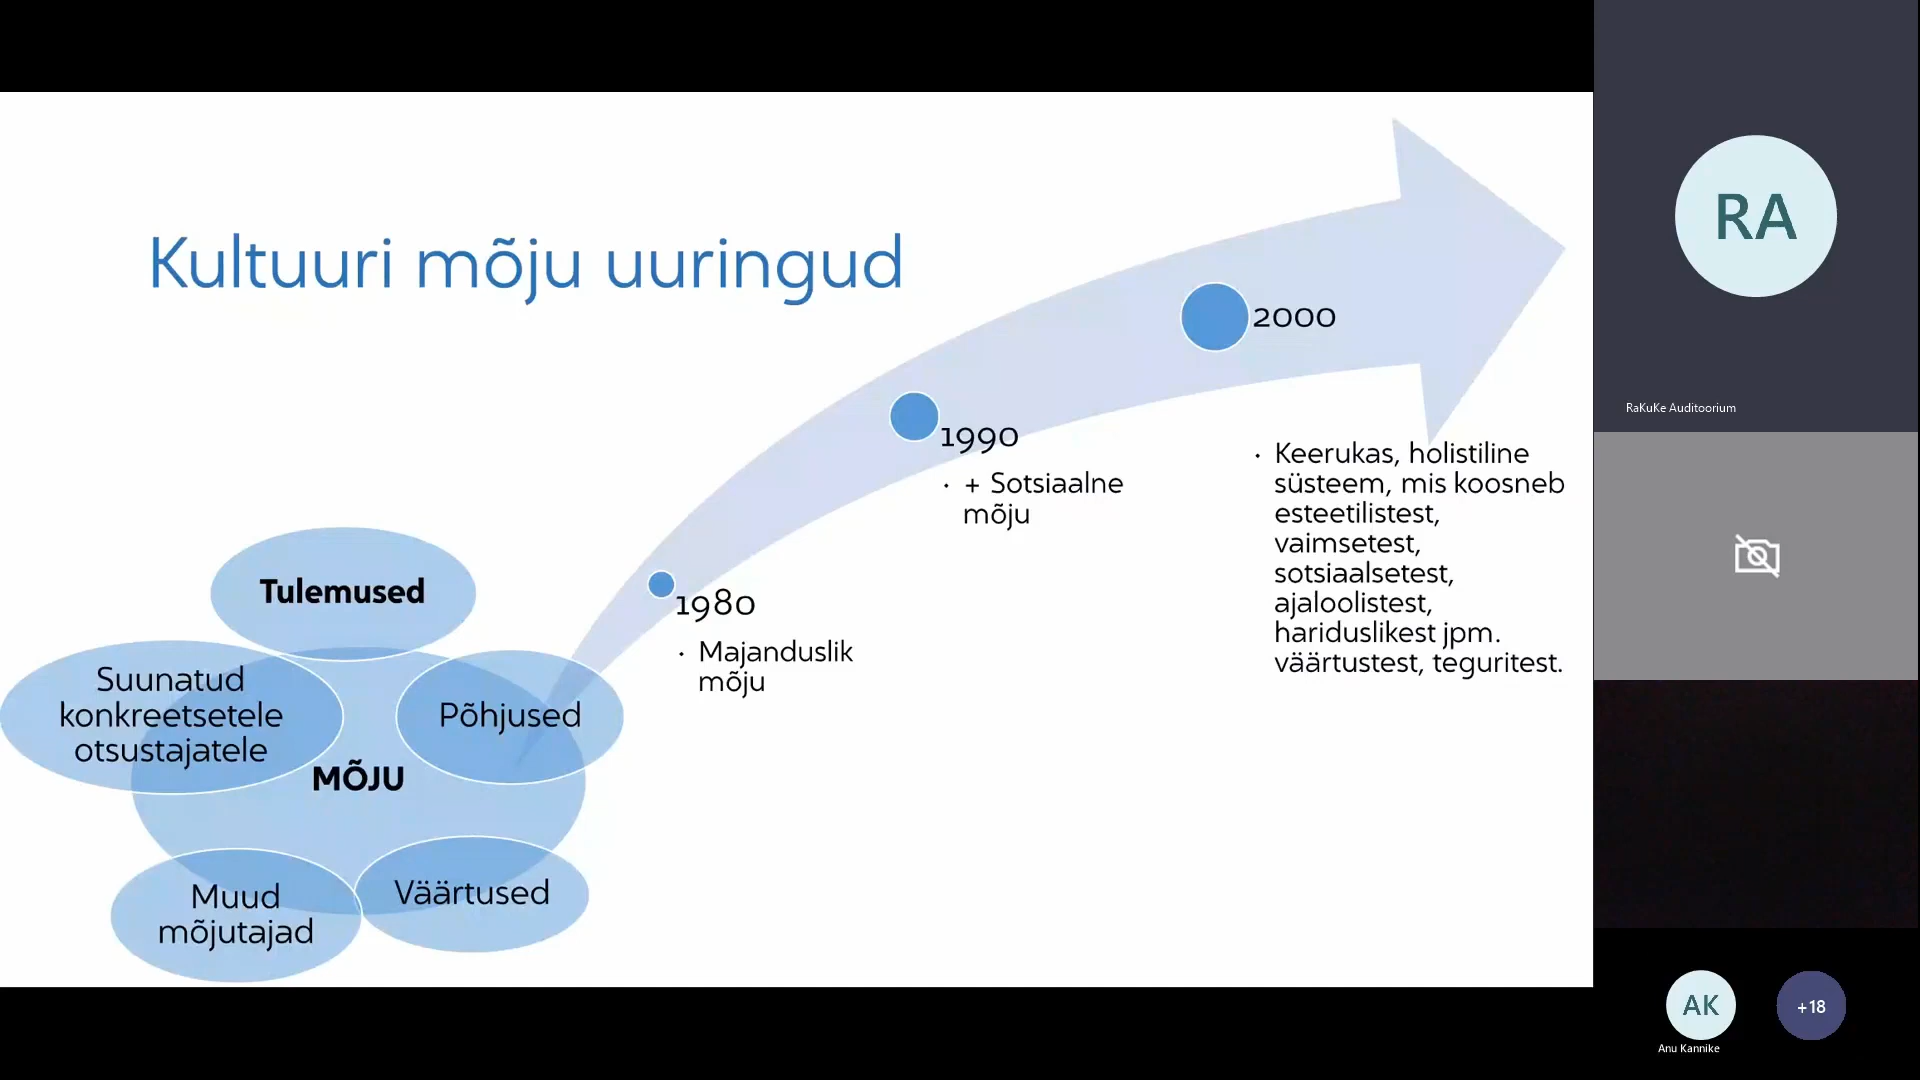 Kultuuri mõju uuringud
2000
1990
• + Sotsiaalne
mõju
1980
• Majanduslik
mõju
• Keerukas, holistiline
süsteem, mis koosneb
esteetilistest,
vaimsetest,
sotsiaalsetest,
ajaloolistest,
hariduslikest jpm.
väärtustest, teguritest.
Tulemused
Suunatud
konkreetsetele
otsustajatele
Põhjused
MÕJU
Muud
mõjutajad
Väärtused
RA
RaKuKe Auditoorium
AK
Anu Kannike
+18